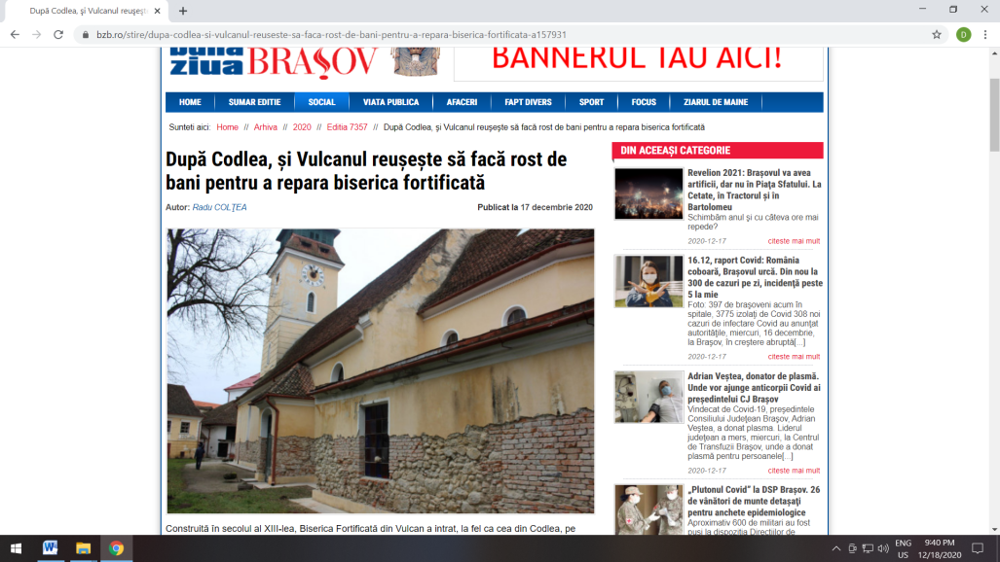 După Codlea, și Vulcanul reușeșt
bzb.ro/stire/dupa-codlea-si-vulcanul-reuseste-sa-faca-rost-de-bani-pentru-a-repara-biserica-fortificata-a157931
D
bună
ziua BRAȘOV
BANNERUL TAU AICI!
HOME
SUMAR EDITIE
SOCIAL
VIATA PUBLICA
AFACERI
FAPT DIVERS
SPORT
FOCUS
ZIARUL DE MAINE
Sunteti aici: Home // Arhiva // 2020 // Editia 7357 // După Codlea, și Vulcanul reușește să facă rost de bani pentru a repara biserica fortificată
După Codlea, și Vulcanul reușește să facă rost de
bani pentru a repara biserica fortificată
Autor: Radu COLȚEA
Publicat la 17 decembrie 2020
Construită în secolul al XIII-lea, Biserica Fortificată din Vulcan a intrat, la fel ca cea din Codlea, pe
DIN ACEEAȘI CATEGORIE
Revelion 2021: Brașovul va avea
artificii, dar nu în Piața Sfatului. La
Cetate, în Tractorul și în
Bartolomeu
Schimbăm anul și cu câteva ore mai
repede?
2020-12-17
citeste mai mult
16.12, raport Covid: România
coboară, Brașovul urcă. Din nou la
300 de cazuri pe zi, incidență peste
5 la mie
Foto: 397 de brașoveni acum în
spitale, 3775 izolați de Covid 308 noi
cazuri de infectare Covid au anunțat
autoritățile, miercuri, 16 decembrie,
la Brașov, în creștere abruptă[...]
2020-12-17
citeste mai mult
Adrian Veștea, donator de plasmă.
Unde vor ajunge anticorpii Covid ai
președintelui CJ Brașov
Vindecat de Covid-19, președintele
Consiliului Județean Brașov, Adrian
Veștea, a donat plasma. Liderul
județean a mers, miercuri, la Centrul
de Transfuzii Brașov, unde a donat
plasmă pentru persoanele[...]
2020-12-17
citeste mai mult
„Plutonul Covid” la DSP Brașov. 26
de vânători de munte detașați
pentru anchete epidemiologice
Aproximativ 600 de militari au fost
puși la dispoziția Direcțiilor de
ENG
US
9:40 PM
12/18/2020